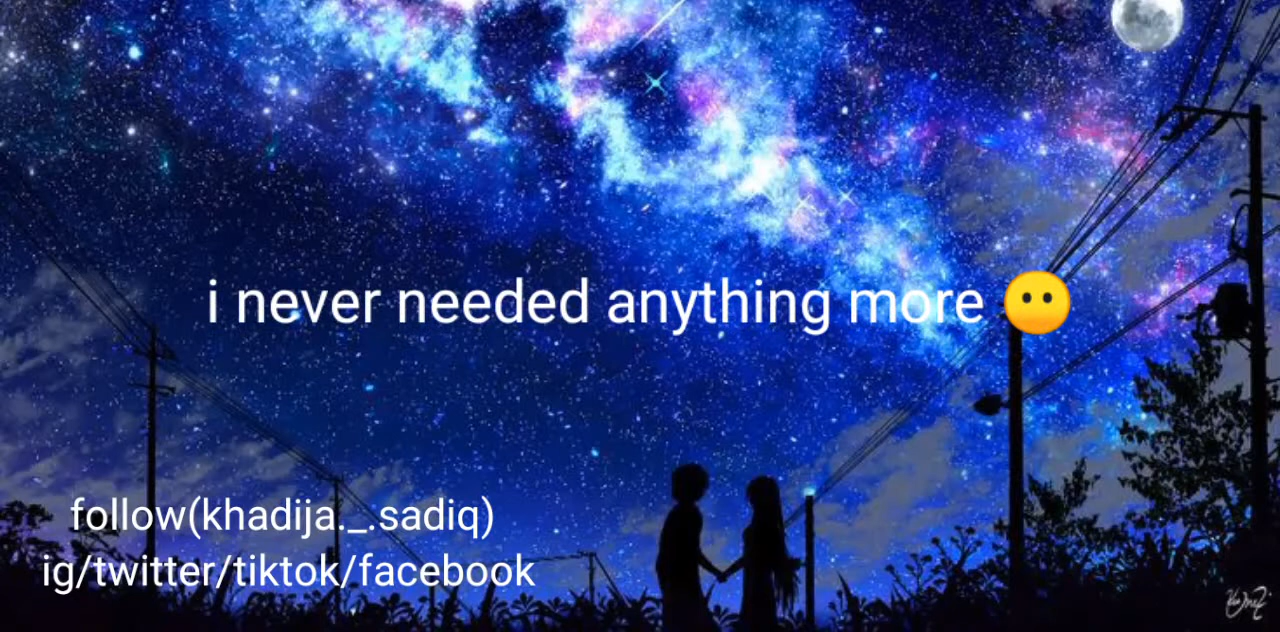 i never needed anything more 😶
follow(khadija._.sadiq)
ig/twitter/tiktok/facebook